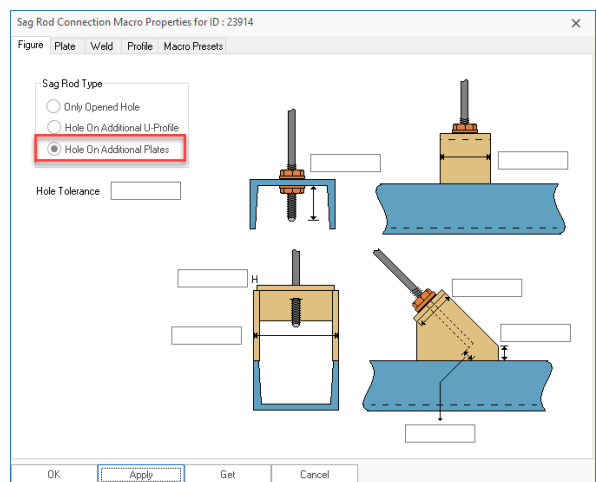 Sag Rod Connection Macro Properties for ID : 23914
Figure Plate Weld Profile Macro Presets
Sag Rod Type
Only Opened Hole
Hole On Additional U-Profile
Hole On Additional Plates
Hole Tolerance
H
OK Apply Get Cancel